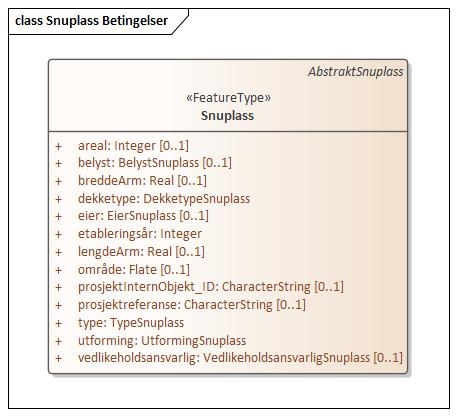 class Snuplass Betingelser
AbstraktSnuplass
«FeatureType»
Snuplass
+ areal: Integer [0..1]
+ belyst: BelystSnuplass [0..1]
+ breddeArm: Real [0..1]
+ dekketype: DekketypeSnuplass
+ eier: EierSnuplass [0..1]
+ etableringsår: Integer
+ lengdeArm: Real [0..1]
+ område: Flate [0..1]
+ prosjektInternObjekt_ID: CharacterString [0..1]
+ prosjektreferanse: CharacterString [0..1]
+ type: TypeSnuplass
+ utforming: UtformingSnuplass
+ vedlikeholdsansvarlig: VedlikeholdsansvarligSnuplass [0..1]